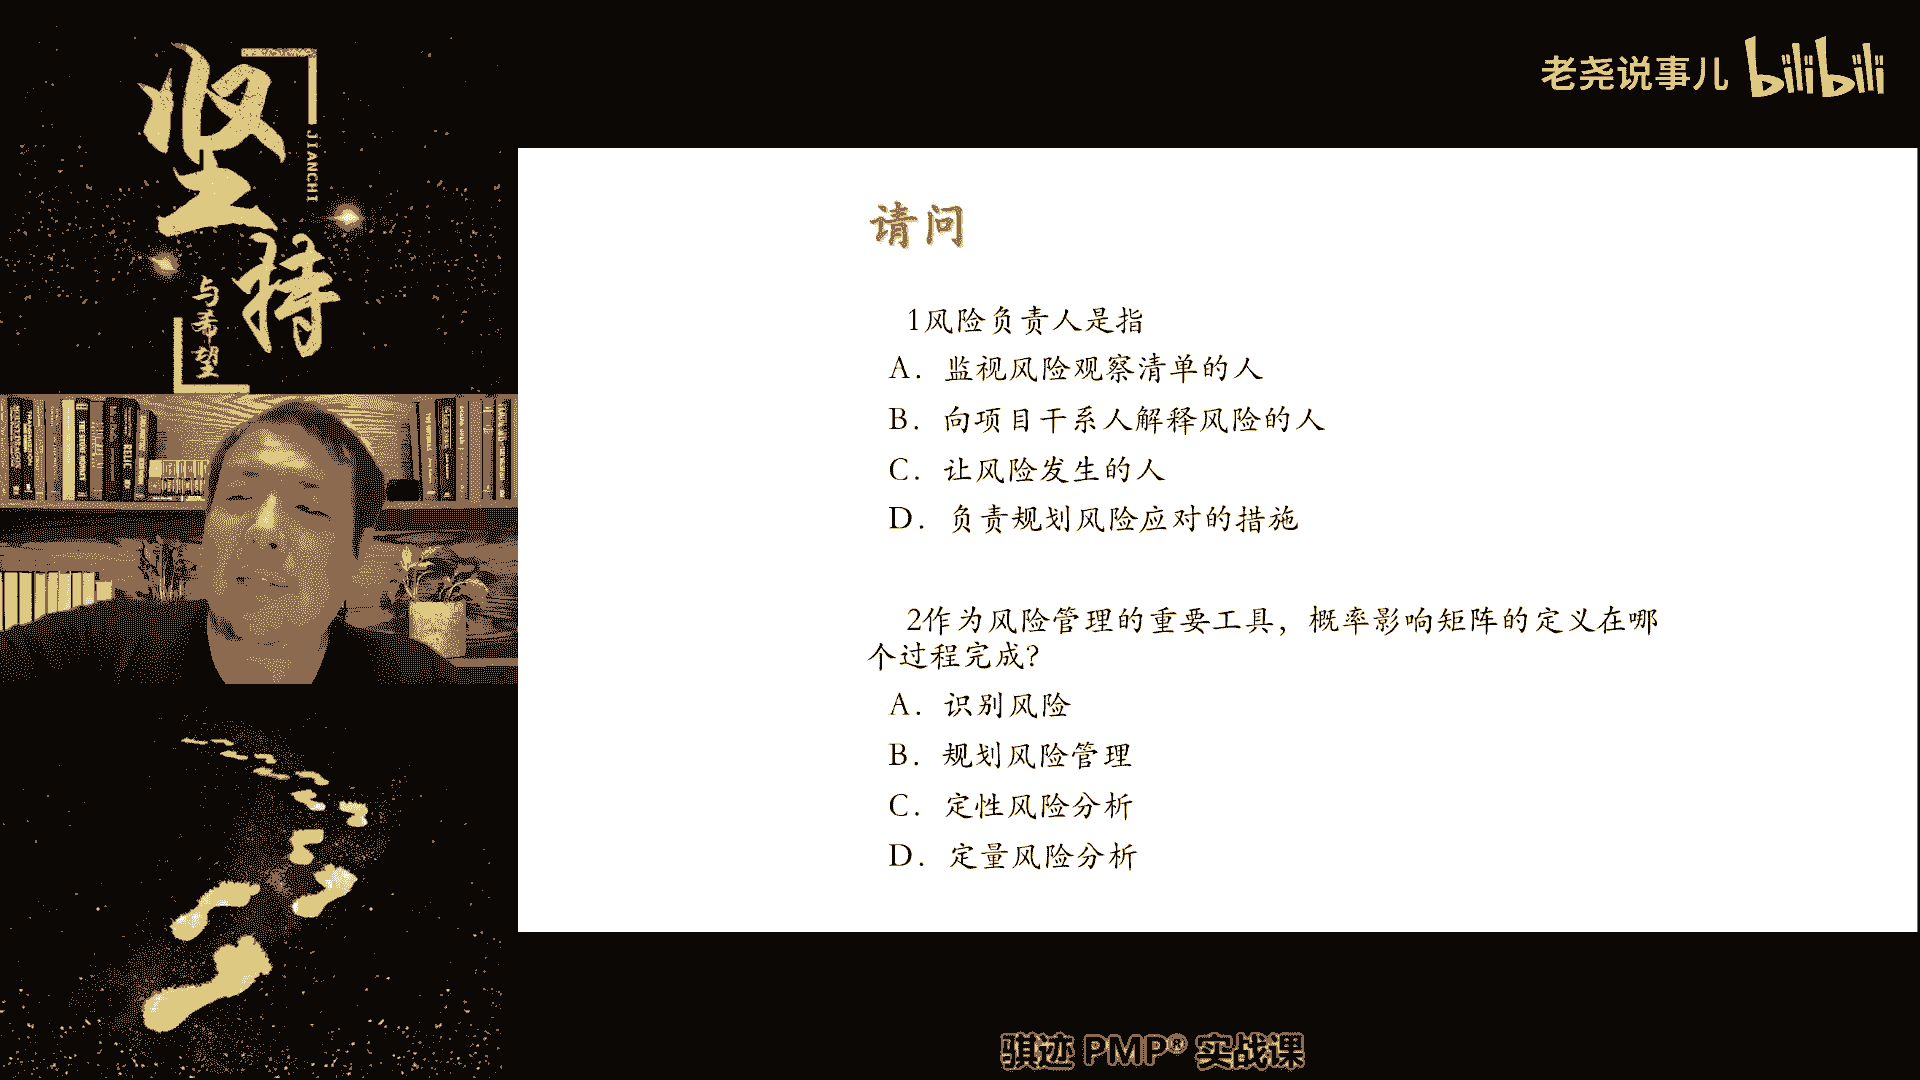 坚持
JIANCHI
与希望
老尧说事儿 bilibili
请问
1风险负责人是指
A. 监视风险观察清单的人
B. 向项目干系人解释风险的人
C. 让风险发生的人
D. 负责规划风险应对的措施
2作为风险管理的重要工具，概率影响矩阵的定义在哪
个过程完成?
A. 识别风险
B. 规划风险管理
C. 定性风险分析
D. 定量风险分析
骐迹 PMP® 实战课